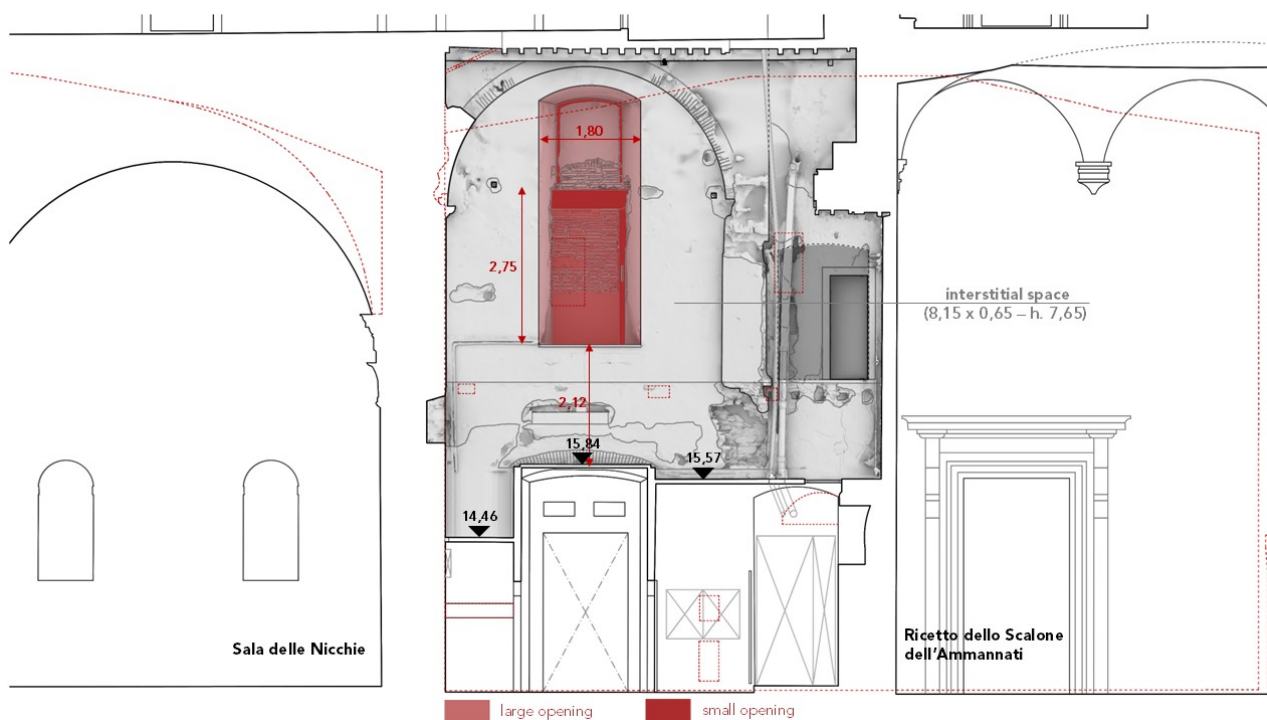 1,80
2,75
interstitial space
(8,15 x 0,65 – h. 7,65)
2,12
15,84
15,57
14,46
Sala delle Nicchie
Ricetto dello Scalone
dell’Ammannati
large opening
small opening